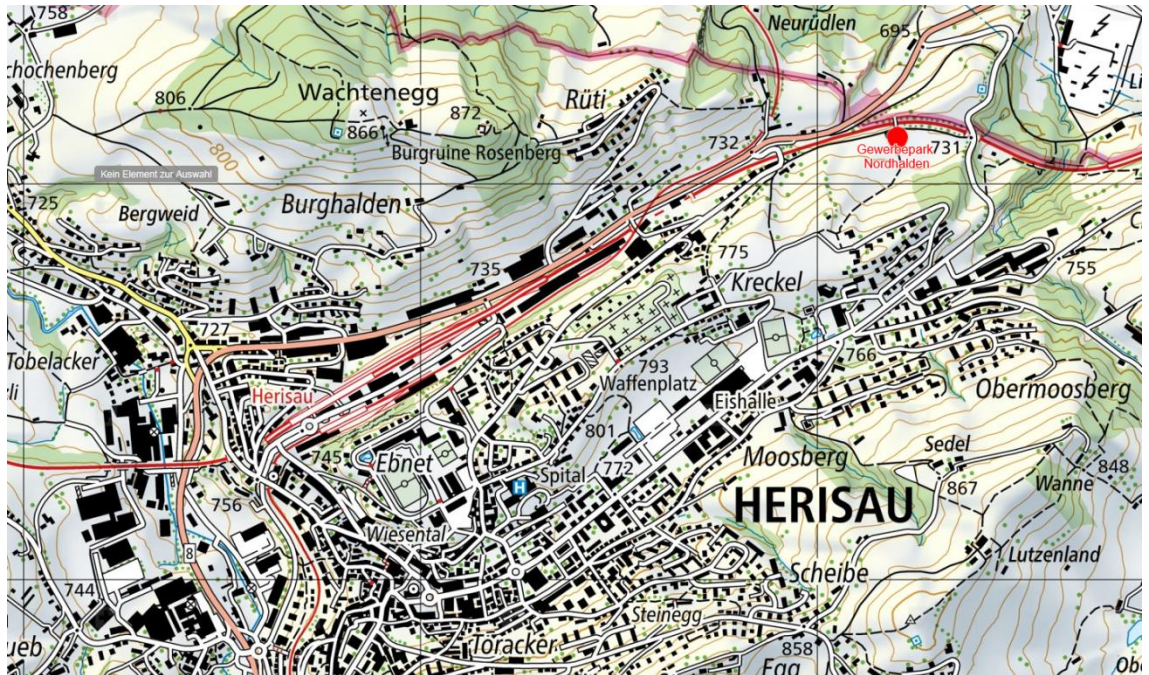 758
Neurüdlen
695
chochenberg
806
Wachtenegg
872
Rüti
866
Burgruine Rosenberg
732
Gewerbepark
Nordhalden
731
800
Kein Element zur Auswahl
725
Bergweid
Burghalden
735
775
Kreckel
755
727
Tobelacker
Herisau
793
Waffenplatz
766
Obermoosberg
Eishalle
801
745
Ebnet
Spital
772
Moosberg
Sedel
848
Wanne
867
HERISAU
756
Wiesental
8
Lutzenland
744
Scheibe
Steinegg
ueb
Toracker
858
Egg
Obe